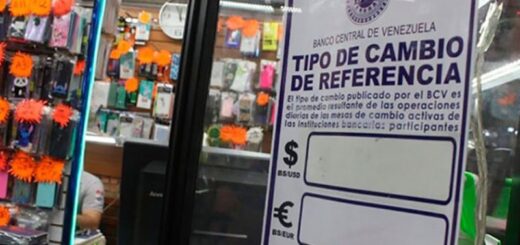 BANCO CENTRAL DE VENEZUELA
TIPO DE CAMBIO
DE REFERENCIA
El tipo de cambio publicado por el BCV es
el promedio resultante de las operaciones
diarias de las mesas de cambio activas de
las instituciones bancarias participantes
$
BS/USD
€
BS/EUR